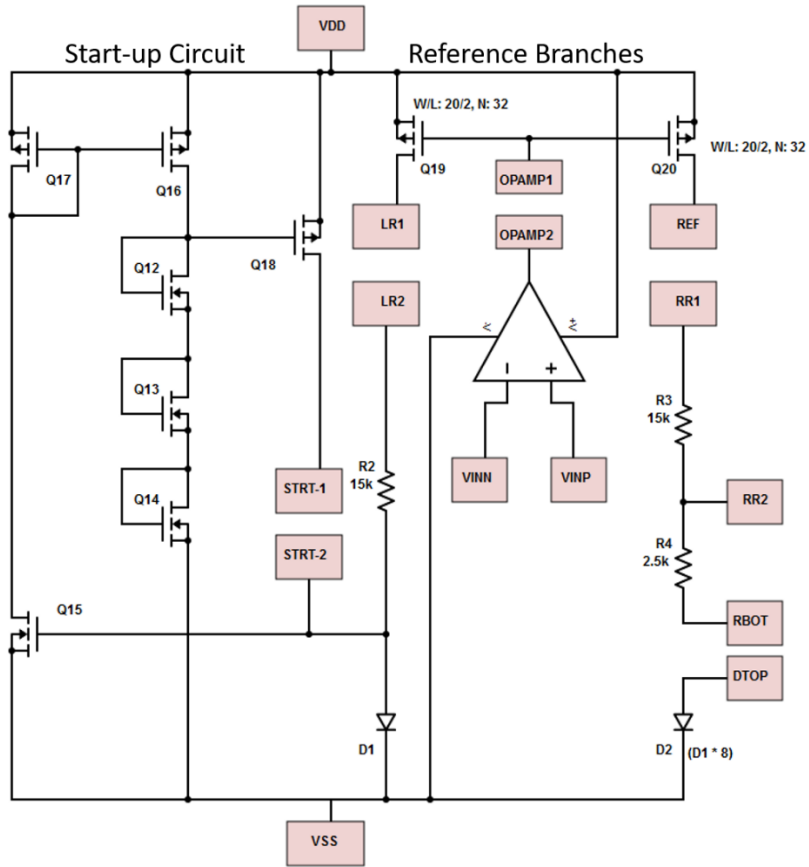 VDD
Start-up Circuit
Reference Branches
W/L: 20/2, N: 32
W/L: 20/2, N: 32
Q17
Q16
Q19
Q20
OPAMP1
LR1
OPAMP2
REF
Q12
Q18
LR2
RR1
V-
V+
Q13
R3
15k
R2
15k
VINN
VINP
Q14
STRT-1
RR2
STRT-2
R4
2.5k
Q15
RBOT
DTOP
D1
D2
(D1 * 8)
VSS